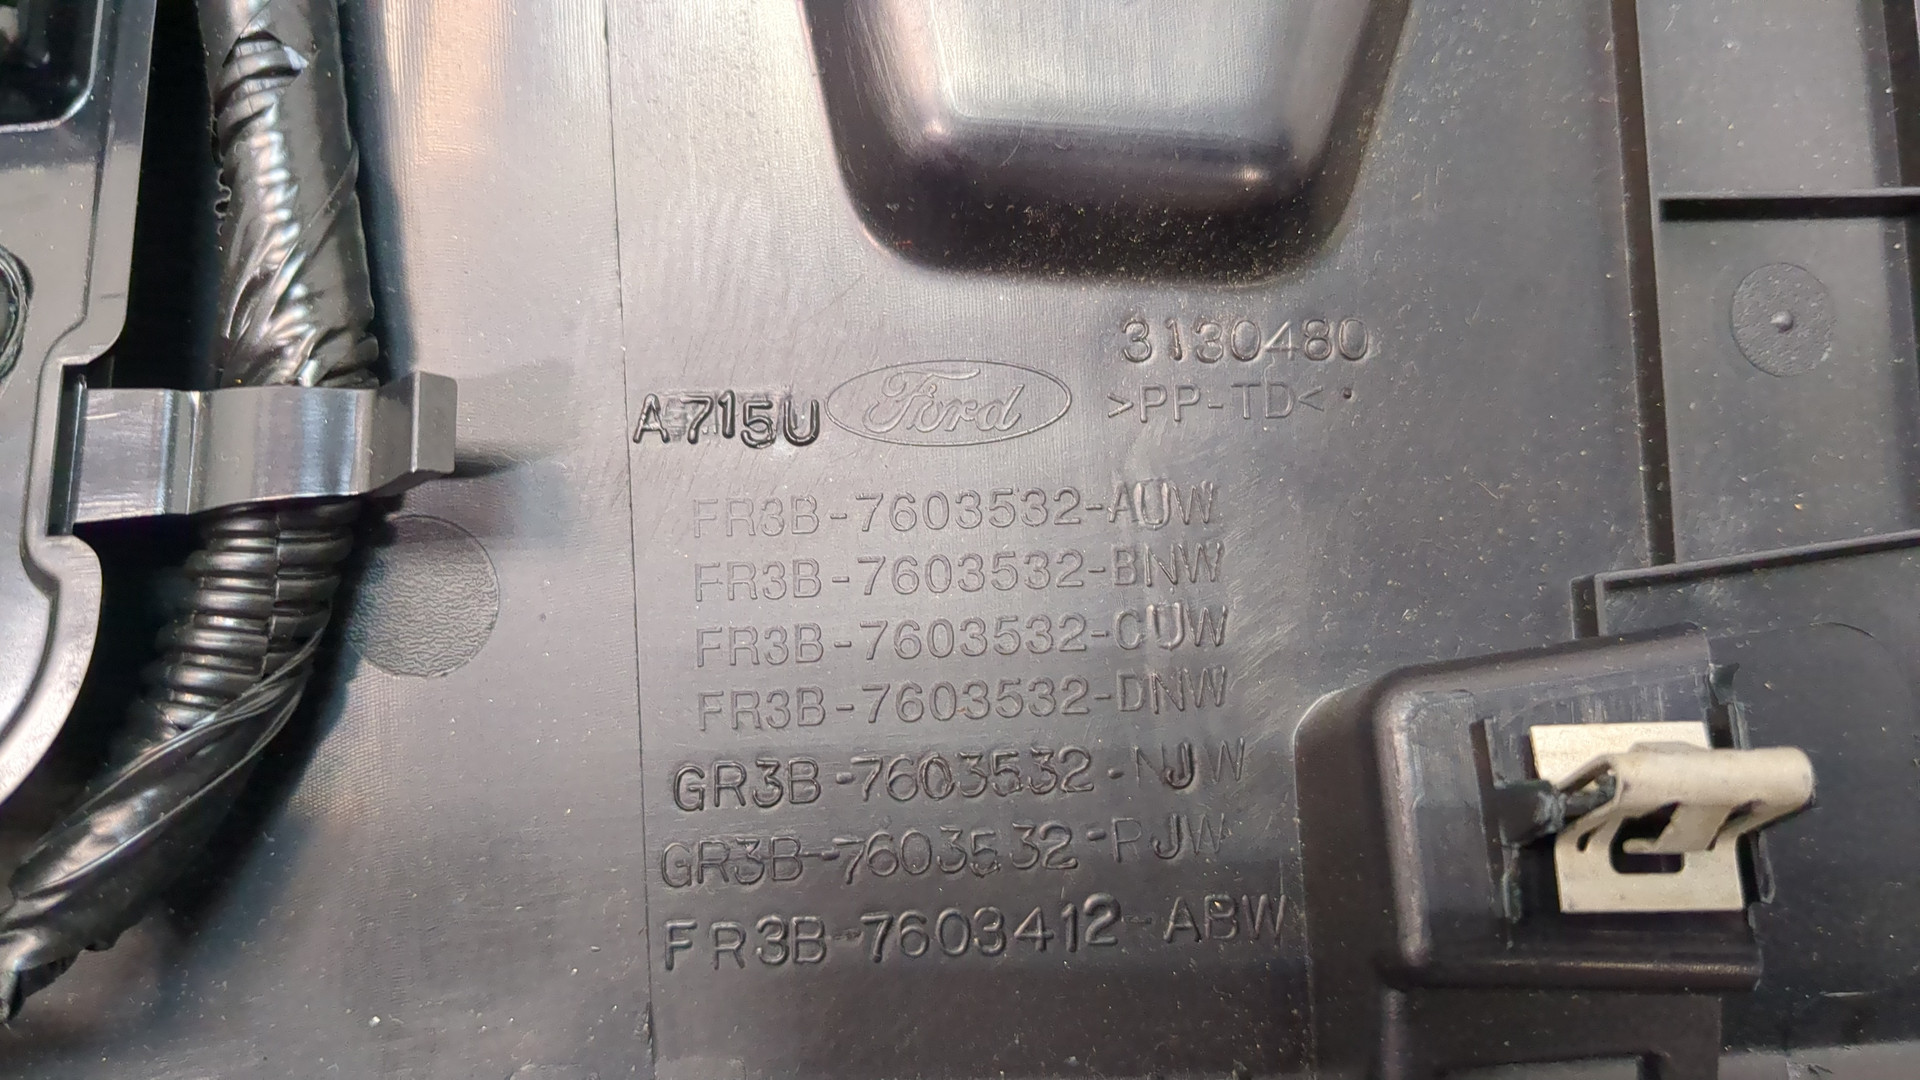 3130480
A715U Ford >PP-TD<
FR3B-7603532-AUW
FR3B-7603532-BNW
FR3B-7603532-CUW
FR3B-7603532-DNW
GR3B-7603532-NJW
GR3B-7603532-PJW
FR3B-7603412-ABW